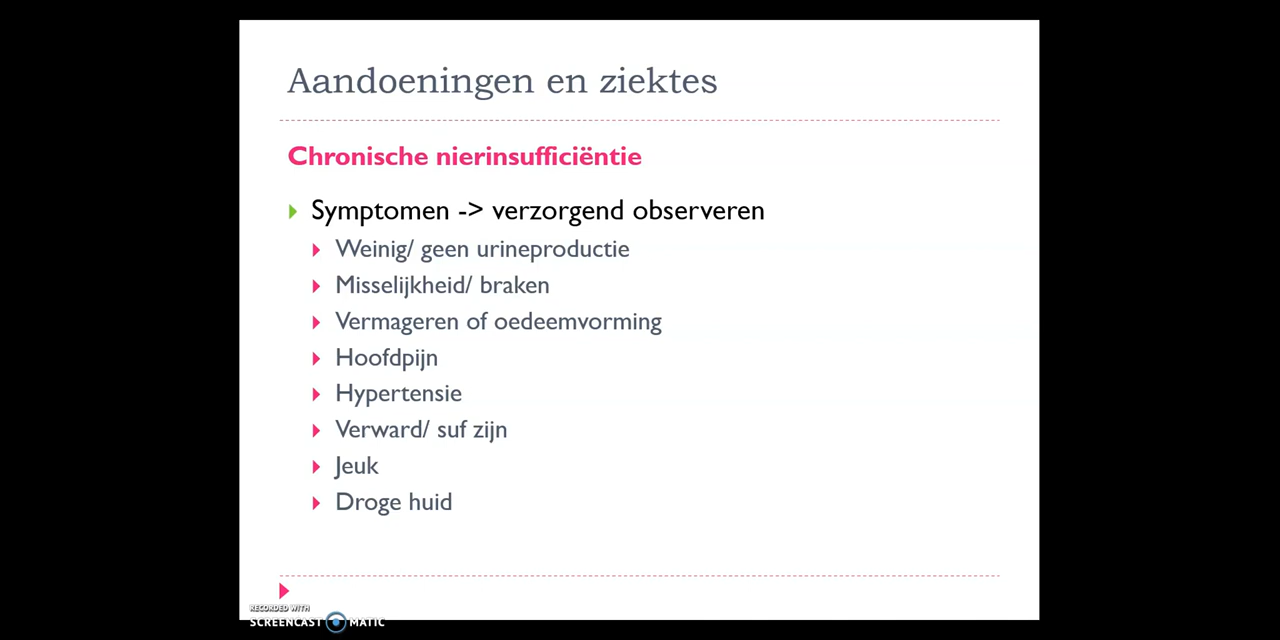 Aandoeningen en ziektes
Chronische nierinsufficiëntie
Symptomen -> verzorgend observeren
Weinig/ geen urineproductie
Misselijkheid/ braken
Vermageren of oedeemvorming
Hoofdpijn
Hypertensie
Verward/ suf zijn
Jeuk
Droge huid
RECORDED WITH
SCREENCAST MATIC